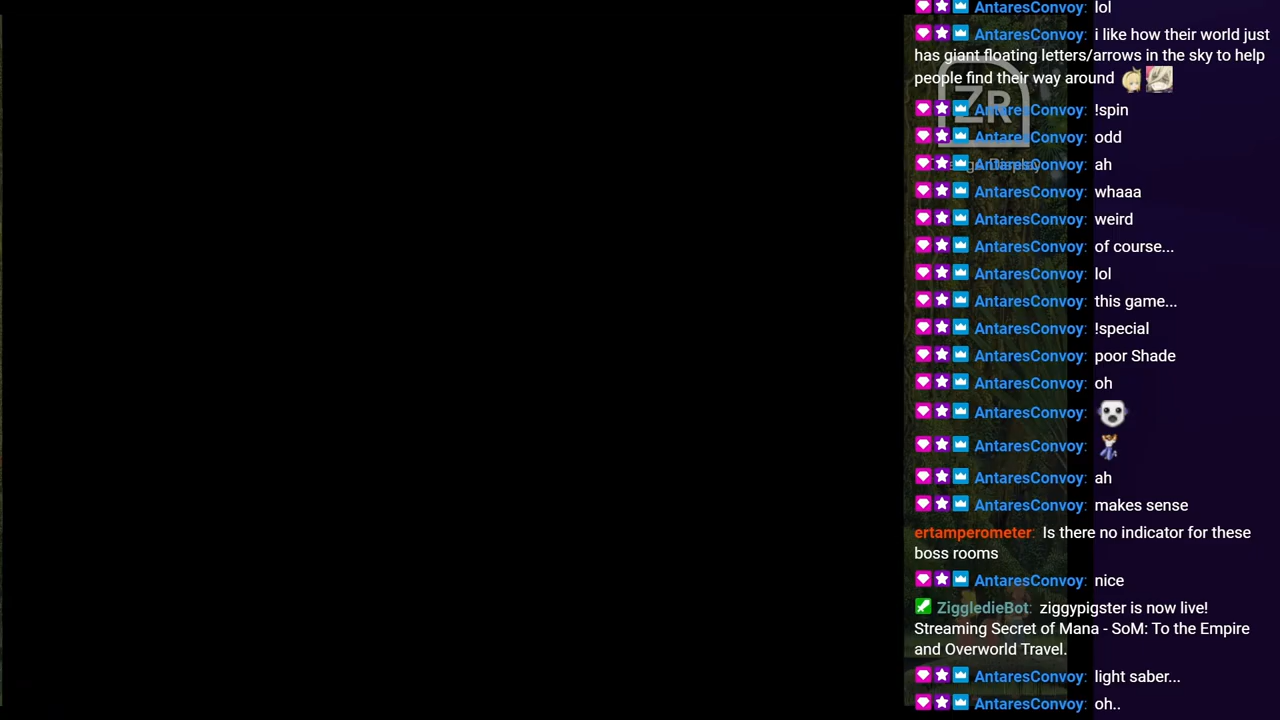 AntaresConvoy: lol
AntaresConvoy: i like how their world just
has giant floating letters/arrows in the sky to help
people find their way around
ZR
AntaresConvoy: !spin
AntaresConvoy: odd
AntaresConvoy: ah
AntaresConvoy: whaaa
AntaresConvoy: weird
AntaresConvoy: of course...
AntaresConvoy: lol
AntaresConvoy: this game...
AntaresConvoy: !special
AntaresConvoy: poor Shade
AntaresConvoy: oh
AntaresConvoy:
AntaresConvoy:
AntaresConvoy: ah
AntaresConvoy: makes sense
ertamperometer: Is there no indicator for these
boss rooms
AntaresConvoy: nice
ZiggledieBot: ziggypigster is now live!
Streaming Secret of Mana - SoM: To the Empire
and Overworld Travel.
AntaresConvoy: light saber...
AntaresConvoy: oh..